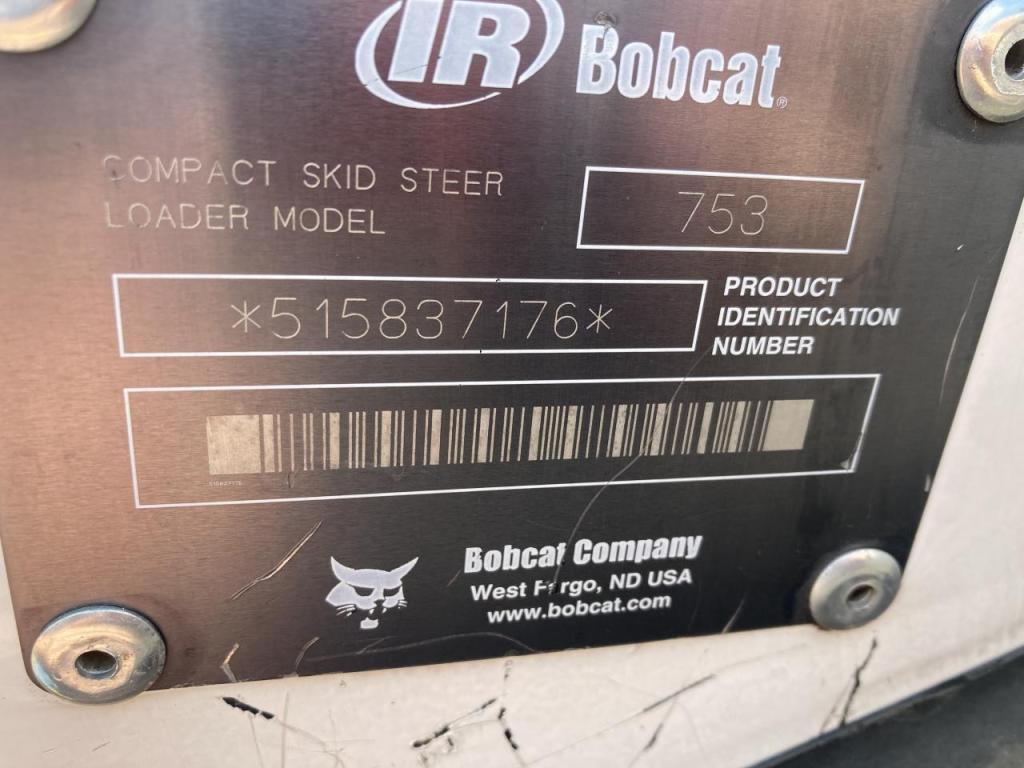 IR Bobcat®
COMPACT SKID STEER
LOADER MODEL
753
*515837176*
PRODUCT
IDENTIFICATION
NUMBER
515837176
Bobcat Company
West Fargo, ND USA
www.bobcat.com